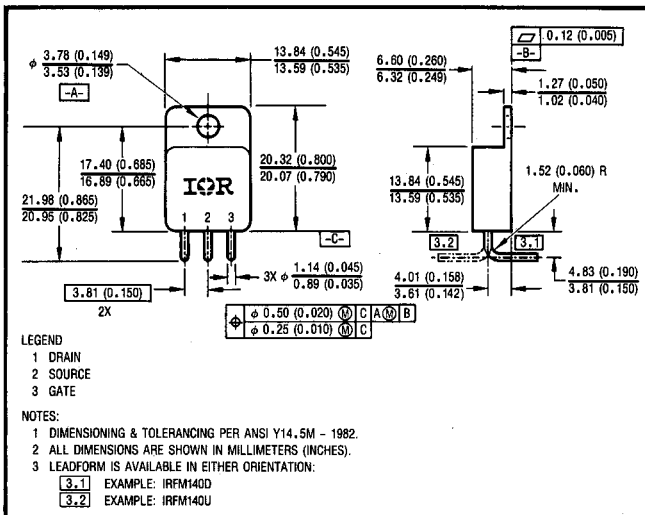 0.12 (0.005)
-B-
φ 3.78 (0.149)
3.53 (0.139)
-A-
13.84 (0.545)
13.59 (0.535)
6.60 (0.260)
6.32 (0.249)
1.27 (0.050)
1.02 (0.040)
17.40 (0.685)
16.89 (0.665)
21.98 (0.865)
20.95 (0.825)
IOR
1 2 3
20.32 (0.800)
20.07 (0.790)
-C-
13.84 (0.545)
13.59 (0.535)
1.52 (0.060) R
MIN.
3.2
3.1
3.81 (0.150)
2X
3X φ 1.14 (0.045)
0.89 (0.035)
4.01 (0.158)
3.61 (0.142)
4.83 (0.190)
3.81 (0.150)
⌖ φ 0.50 (0.020) Ⓜ C A Ⓜ B
φ 0.25 (0.010) Ⓜ C
LEGEND
1 DRAIN
2 SOURCE
3 GATE
NOTES:
1 DIMENSIONING & TOLERANCING PER ANSI Y14.5M - 1982.
2 ALL DIMENSIONS ARE SHOWN IN MILLIMETERS (INCHES).
3 LEADFORM IS AVAILABLE IN EITHER ORIENTATION:
3.1 EXAMPLE: IRFM140D
3.2 EXAMPLE: IRFM140U